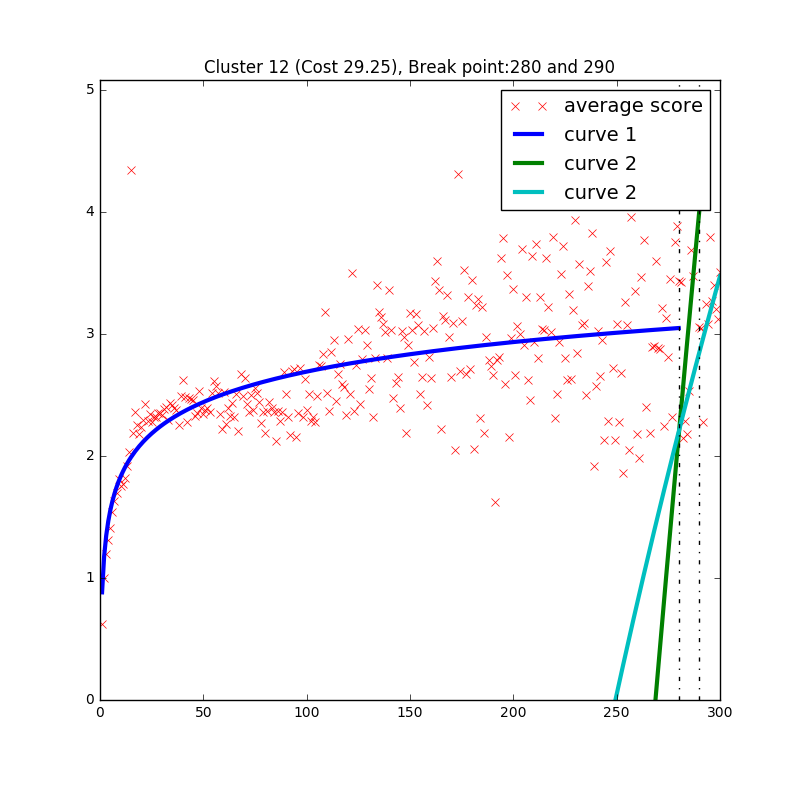 Cluster 12 (Cost 29.25), Break point:280 and 290
5
4
3
2
1
0
average score
curve 1
curve 2
curve 2
0 50 100 150 200 250 300